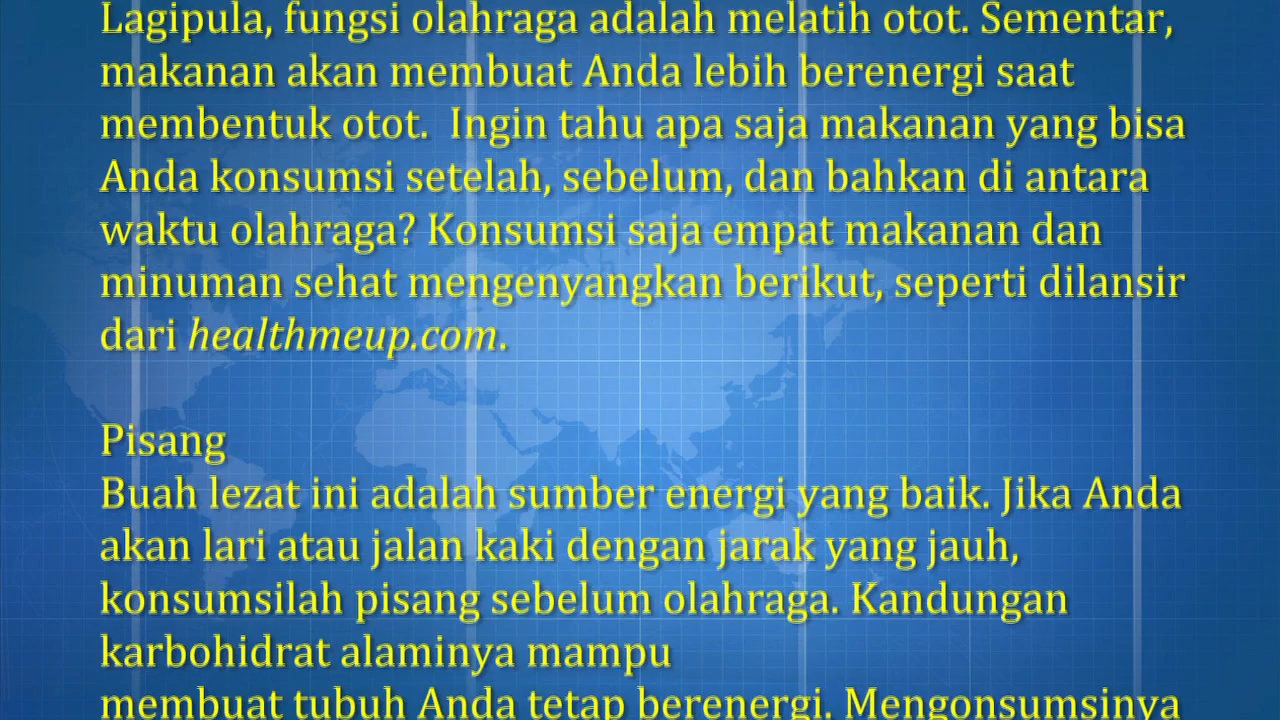 Lagipula, fungsi olahraga adalah melatih otot. Sementar,
makanan akan membuat Anda lebih berenergi saat
membentuk otot.  Ingin tahu apa saja makanan yang bisa
Anda konsumsi setelah, sebelum, dan bahkan di antara
waktu olahraga? Konsumsi saja empat makanan dan
minuman sehat mengenyangkan berikut, seperti dilansir
dari healthmeup.com.
Pisang
Buah lezat ini adalah sumber energi yang baik. Jika Anda
akan lari atau jalan kaki dengan jarak yang jauh,
konsumsilah pisang sebelum olahraga. Kandungan
karbohidrat alaminya mampu
membuat tubuh Anda tetap berenergi. Mengonsumsinya